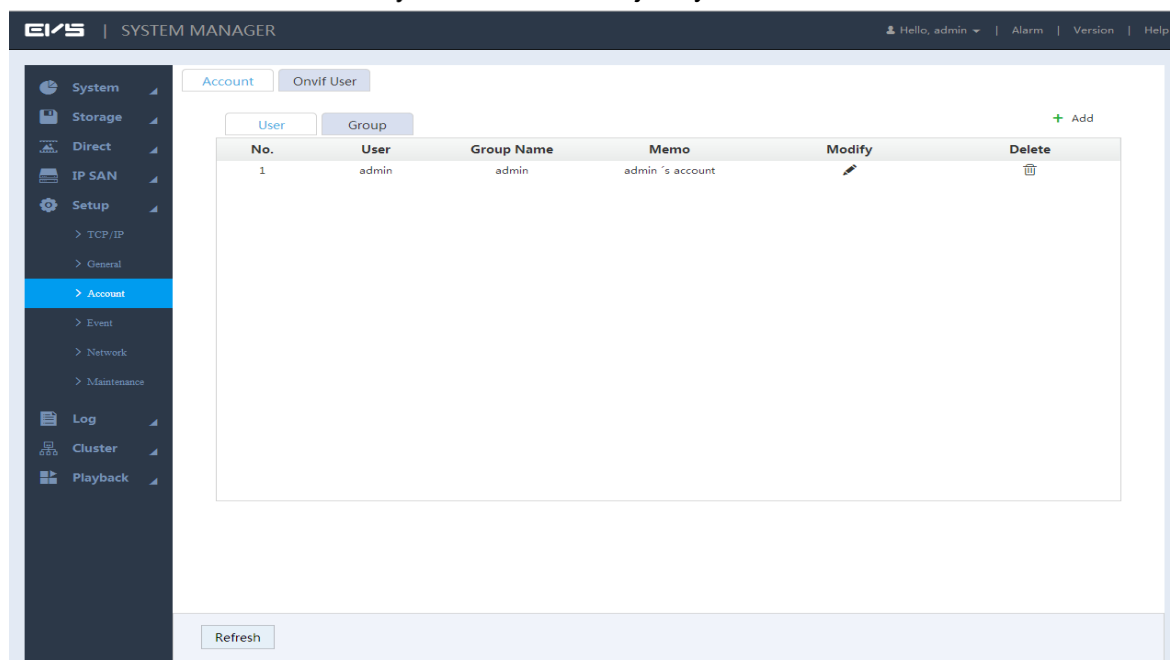 EVS | SYSTEM MANAGER Hello, admin | Alarm | Version | Help
Account Onvif User
System
Storage
Direct
IP SAN
Setup
> TCP/IP
> General
> Account
> Event
> Network
> Maintenance
Log
Cluster
Playback
User Group + Add
No. User Group Name Memo Modify Delete
1 admin admin admin ´s account
Refresh